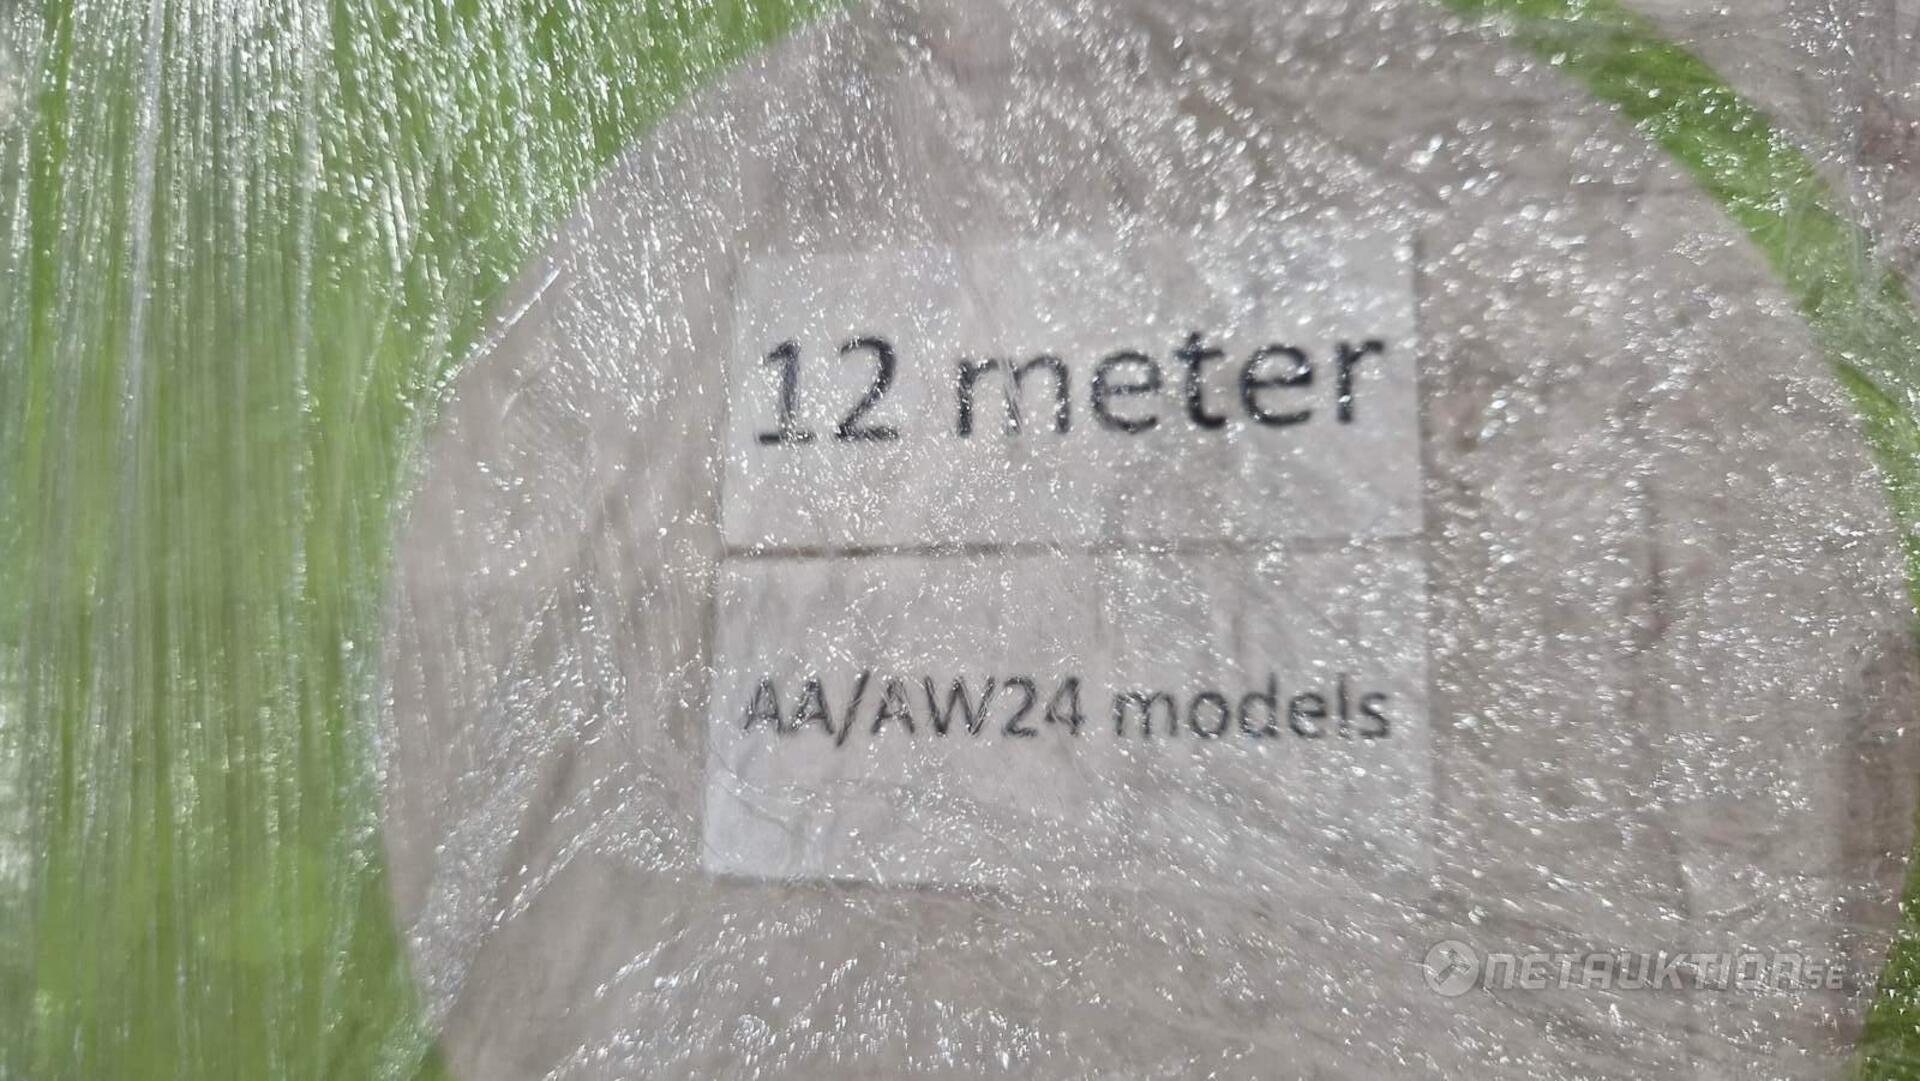 12 meter
AA/AW24 models
NETAUKTION.SE